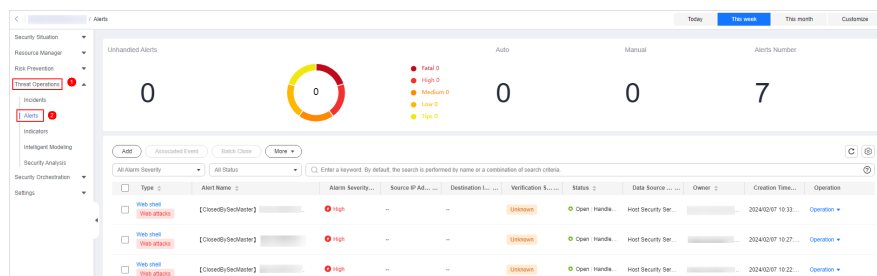 / Alerts
Today This week This month Customize
Security Situation
Resource Manager
Risk Prevention
Threat Operations 1
Incidents
Alerts 2
Indicators
Intelligent Modeling
Security Analysis
Security Orchestration
Settings
Unhandled Alerts Auto Manual Alerts Number
0 0 0 0 7
Fatal 0
High 0
Medium 0
Low 0
Tips 0
Add Associated Event Batch Close More
All Alarm Severity All Status Enter a keyword. By default, the search is performed by name or a combination of search criteria.
Type Alert Name Alarm Severity... Source IP Ad... ... Destination I... ... Verification S... ... Status Data Source ... ... Owner Creation Time... Operation
Web shell
Web attacks 【ClosedBySecMaster】 High -- -- Unknown Open | Handle... Host Security Ser... 2024/02/07 10:33:... Operation
Web shell
Web attacks 【ClosedBySecMaster】 High -- -- Unknown Open | Handle... Host Security Ser... 2024/02/07 10:27:... Operation
Web shell
Web attacks 【ClosedBySecMaster】 High -- -- Unknown Open | Handle... Host Security Ser... 2024/02/07 10:22:... Operation